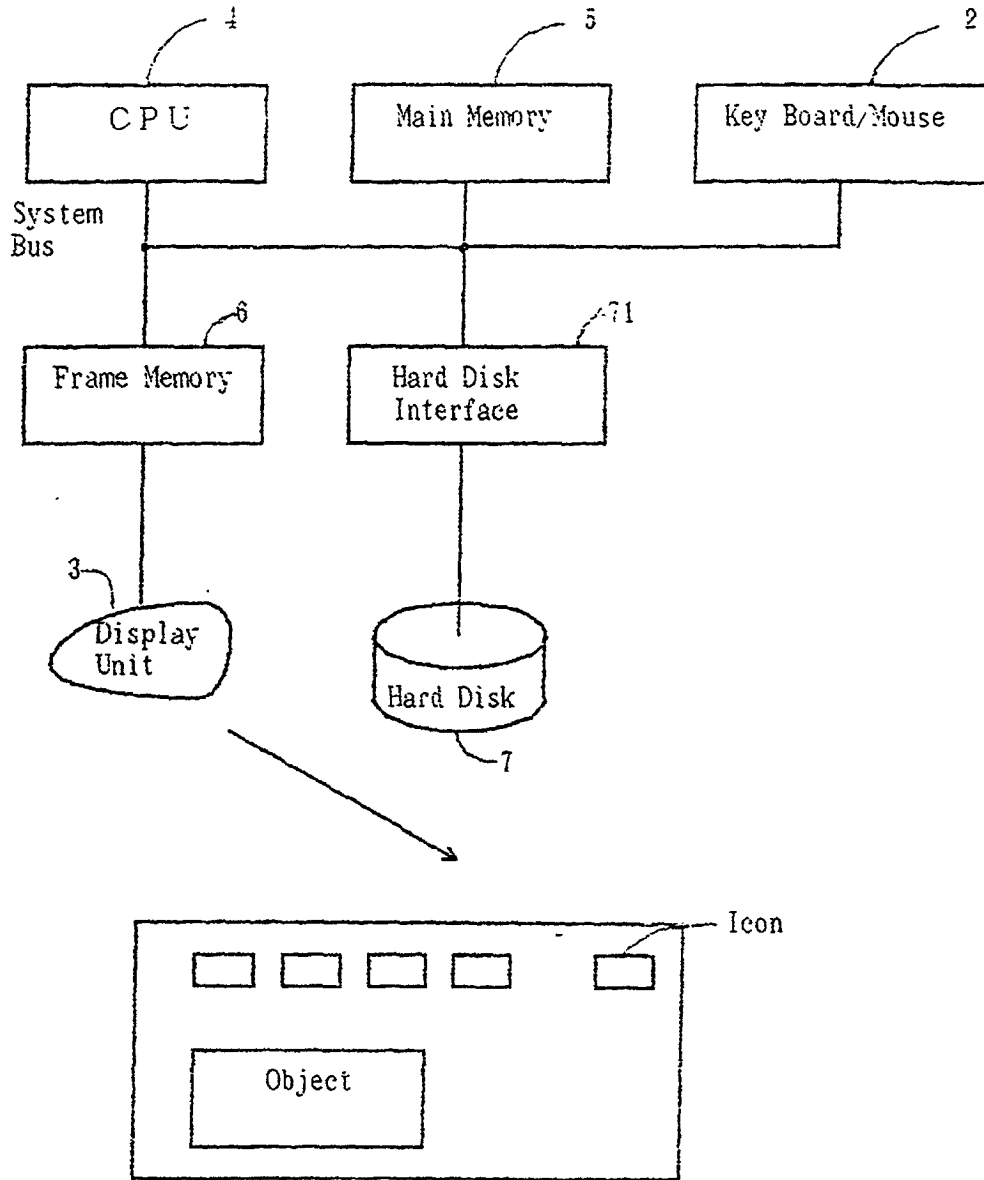 4
5
2
CPU
Main Memory
Key Board/Mouse
System
Bus
6
71
Frame Memory
Hard Disk
Interface
3
Display
Unit
Hard Disk
7
Icon
Object